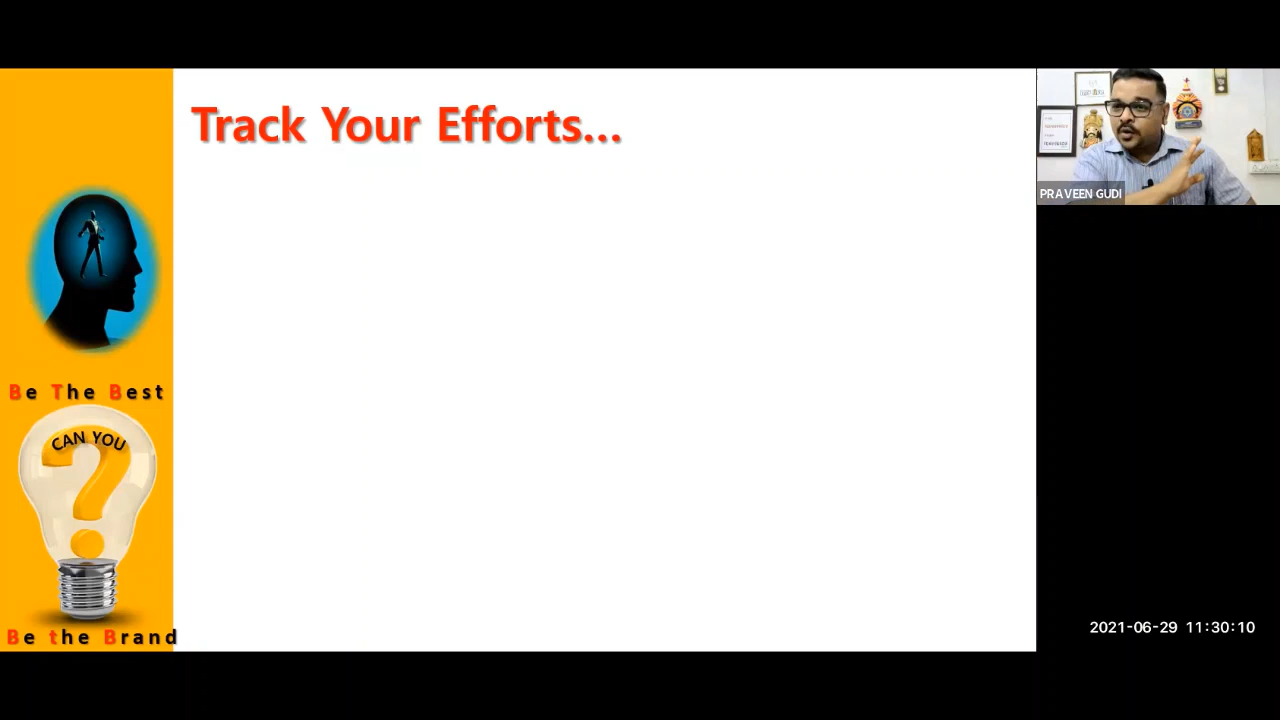 Track Your Efforts...
PRAVEEN GUDI
Be The Best
CAN YOU
?
Be the Brand
2021-06-29 11:30:10